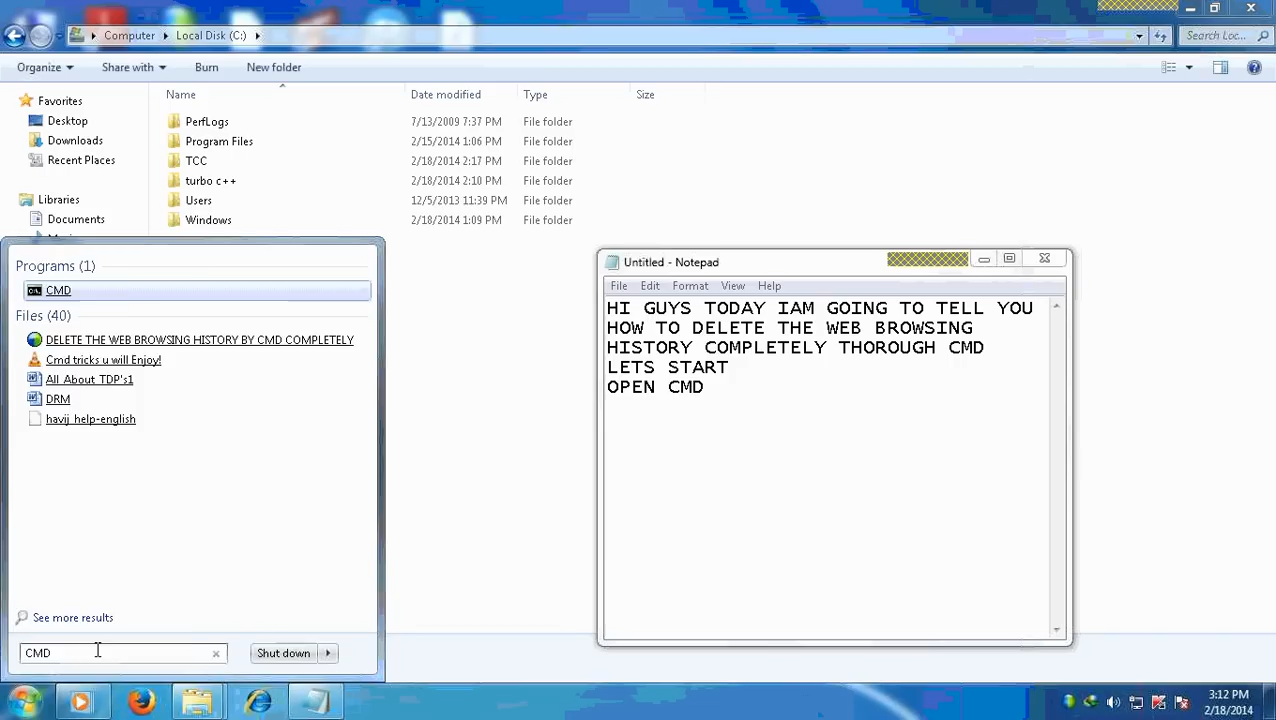 Computer Local Disk (C:)
Search Loc...
Organize Share with Burn New folder
Name Date modified Type Size
Favorites
Desktop
Downloads
Recent Places
Libraries
Documents
PerfLogs 7/13/2009 7:37 PM File folder
Program Files 2/15/2014 1:06 PM File folder
TCC 2/18/2014 2:17 PM File folder
turbo c++ 2/18/2014 2:10 PM File folder
Users 12/5/2013 11:39 PM File folder
Windows 2/18/2014 1:09 PM File folder
Programs (1)
CMD
Files (40)
DELETE THE WEB BROWSING HISTORY BY CMD COMPLETELY
Cmd tricks u will Enjoy!
All About TDP's1
DRM
havij help-english
See more results
CMD
Shut down
Untitled - Notepad
File Edit Format View Help
HI GUYS TODAY IAM GOING TO TELL YOU
HOW TO DELETE THE WEB BROWSING
HISTORY COMPLETELY THOROUGH CMD
LETS START
OPEN CMD
3:12 PM
2/18/2014